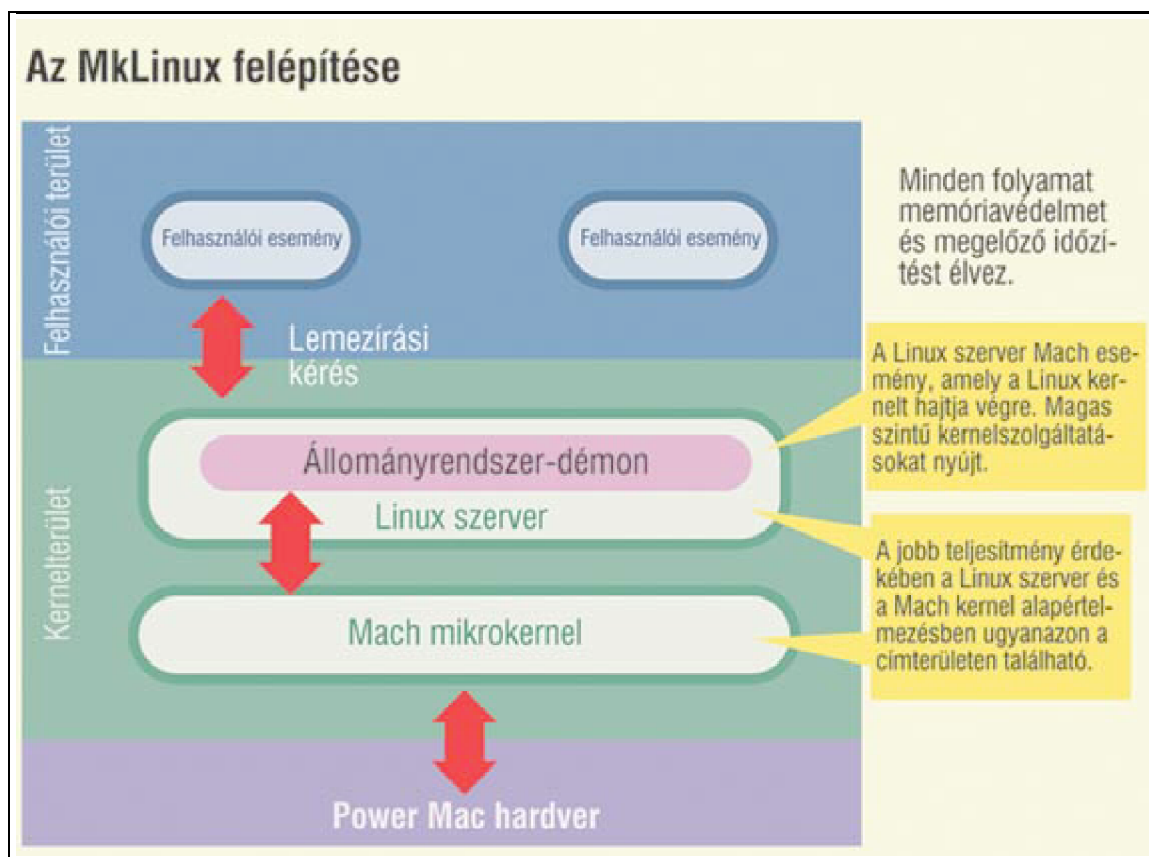 Az MkLinux felépítése
Felhasználói terület
Felhasználói esemény
Felhasználói esemény
Lemezírási
kérés
Minden folyamat
memóriavédelmet
és megelőző időzí-
tést élvez.
Kernelterület
Állományrendszer-démon
Linux szerver
Mach mikrokernel
A Linux szerver Mach ese-
mény, amely a Linux ker-
nelt hajtja végre. Magas
szintű kernelszolgáltatá-
sokat nyújt.
A jobb teljesítmény érde-
kében a Linux szerver és
a Mach kernel alapértel-
mezésben ugyanazon a
címterületen található.
Power Mac hardver